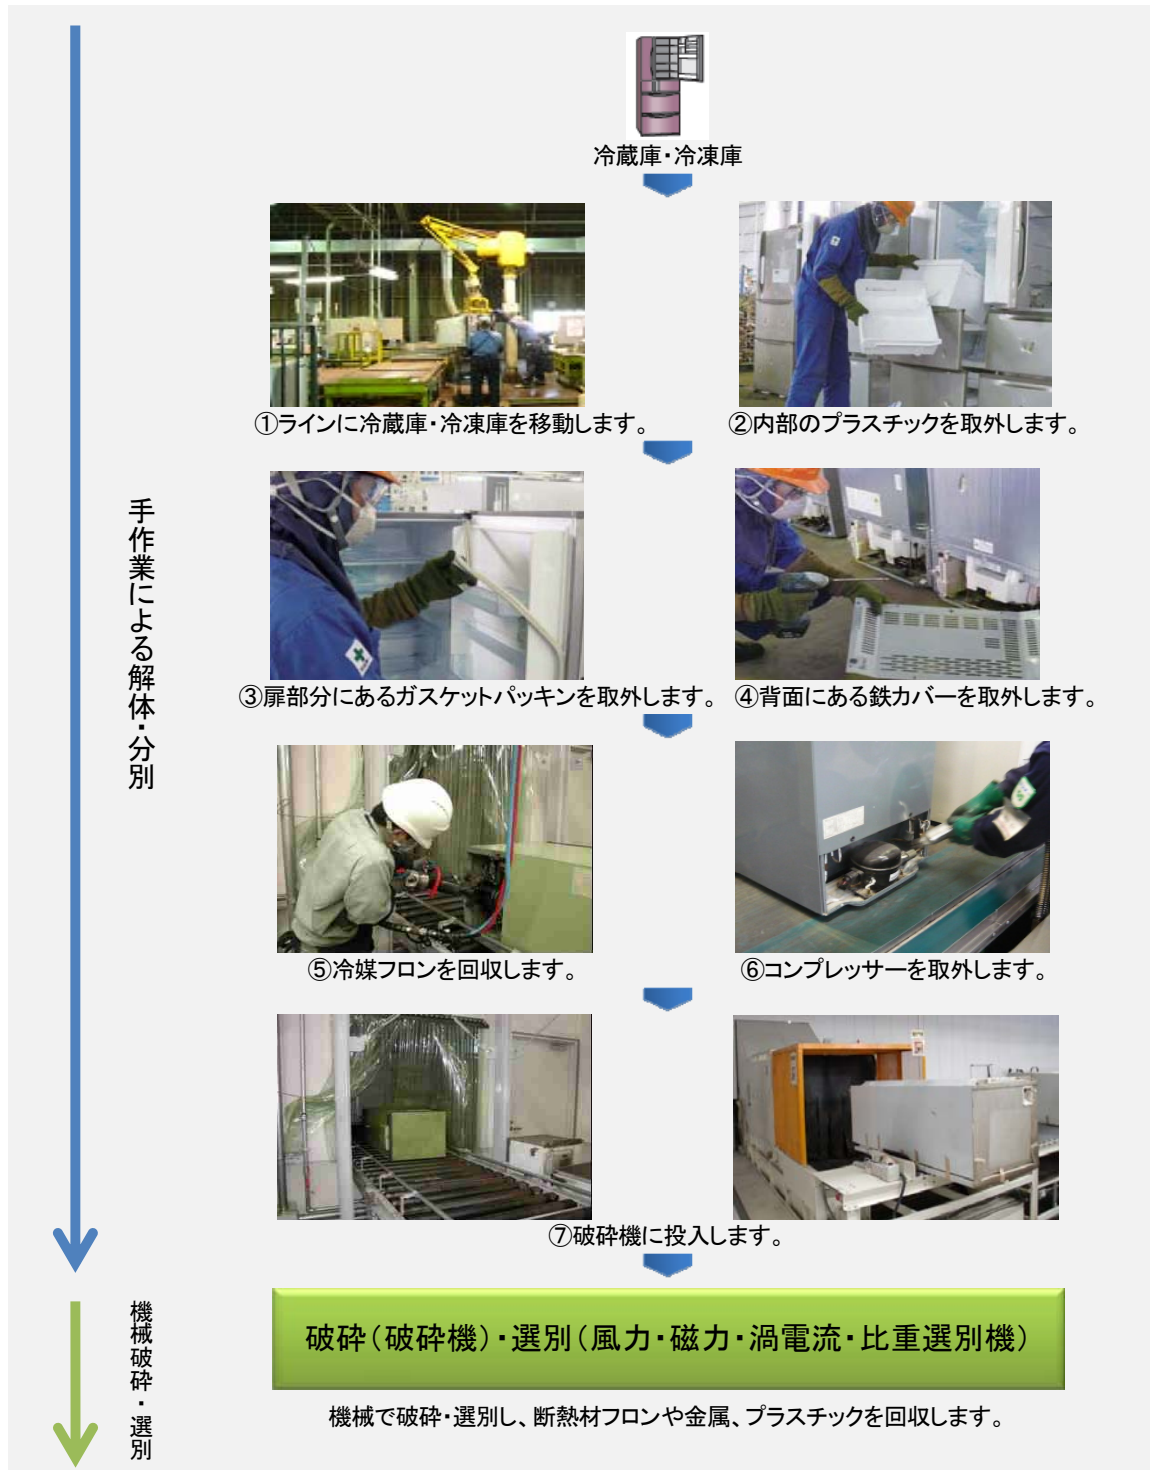 冷蔵庫・冷凍庫
①ラインに冷蔵庫・冷凍庫を移動します。
②内部のプラスチックを取外します。
③扉部分にあるガスケットパッキンを取外します。
④背面にある鉄カバーを取外します。
⑤冷媒フロンを回収します。
⑥コンプレッサーを取外します。
⑦破砕機に投入します。
手作業による解体・分別
破砕（破砕機）・選別（風力・磁力・渦電流・比重選別機）
機械で破砕・選別し、断熱材フロンや金属、プラスチックを回収します。
機械破砕・選別